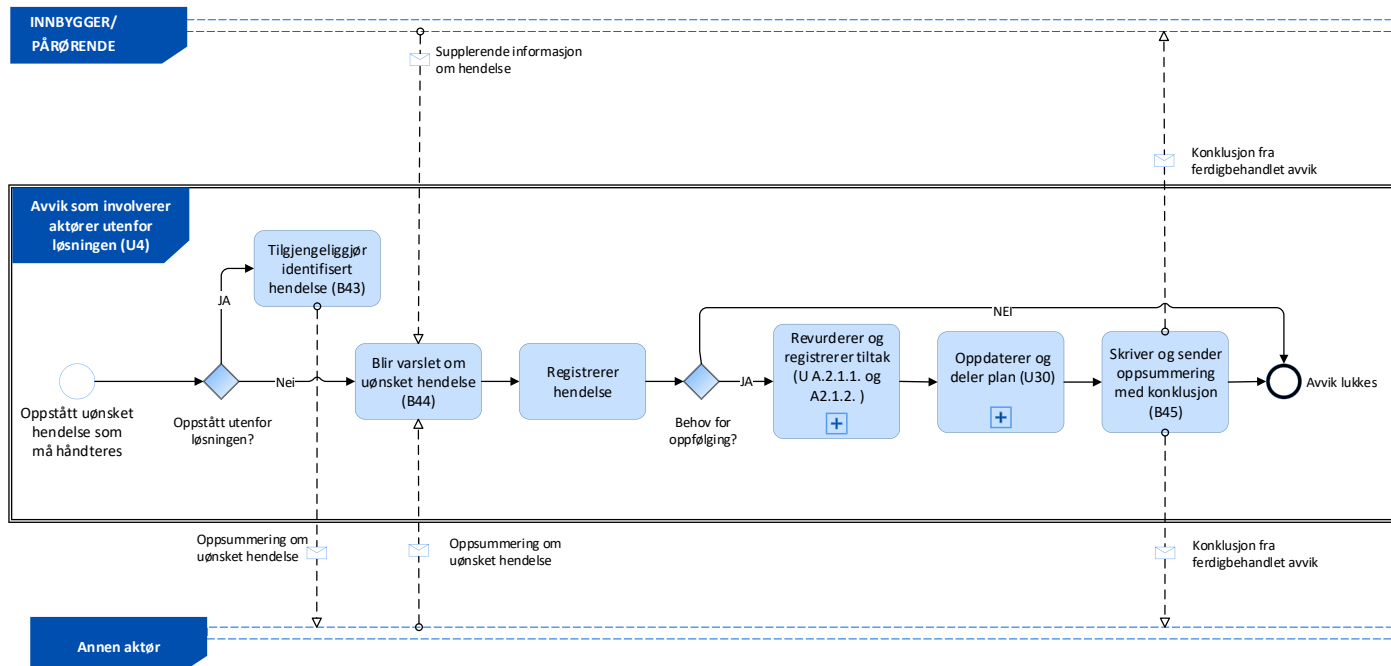 INNBYGGER/
PÅRØRENDE
Supplerende informasjon
om hendelse
Konklusjon fra
ferdigbehandlet avvik
Avvik som involverer
aktører utenfor
løsningen (U4)
Tilgjengeliggjør
identifisert
hendelse (B43)
JA
Oppstått uønsket
hendelse som
må håndteres
Oppstått utenfor
løsningen?
Nei
Blir varslet om
uønsket hendelse
(B44)
Registrerer
hendelse
Behov for
oppfølging?
NEI
JA
Revurderer og
registrerer tiltak
(U A.2.1.1. og
A2.1.2. )
Oppdaterer og
deler plan (U30)
Skriver og sender
oppsummering
med konklusjon
(B45)
Avvik lukkes
Oppsummering om
uønsket hendelse
Oppsummering om
uønsket hendelse
Konklusjon fra
ferdigbehandlet avvik
Annen aktør